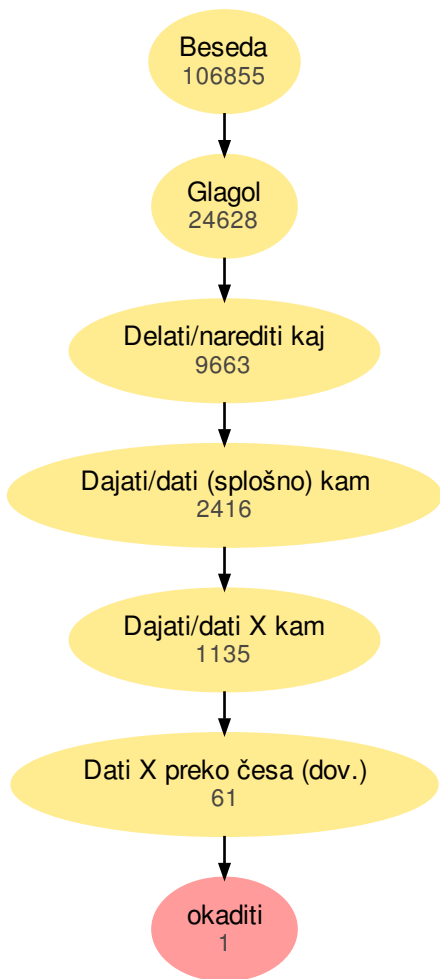 Beseda
106855
Glagol
24628
Delati/narediti kaj
9663
Dajati/dati (splošno) kam
2416
Dajati/dati X kam
1135
Dati X preko česa (dov.)
61
okaditi
1